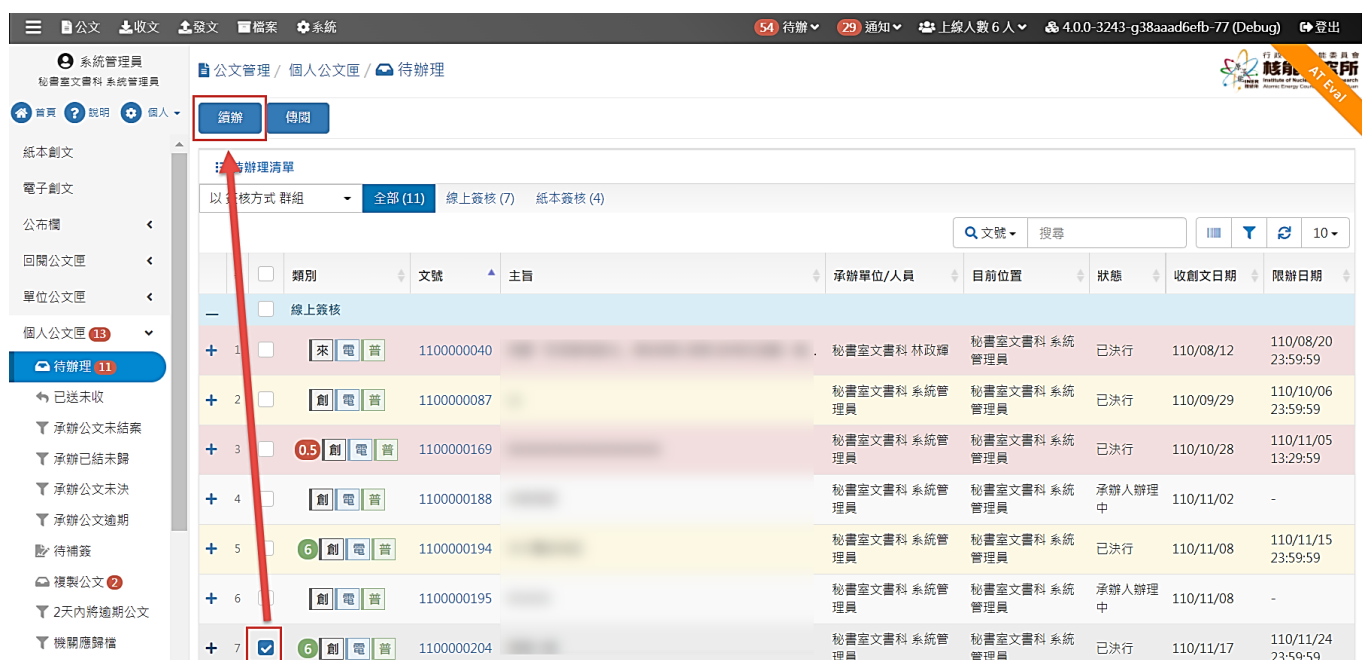 公文 收文 發文 檔案 系統 54 待辦 29 通知 上線人數 6 人 4.0.0-3243-g38aaad6efb-77 (Debug) 登出
系統管理員
秘書室文書科 系統管理員
首頁 說明 個人
公文管理 / 個人公文匣 / 待辦理
AT Eval
續辦 傳閱
紙本創文
電子創文
公布欄
回閱公文匣
單位公文匣
個人公文匣 13
待辦理 11
已送未收
承辦公文未結案
承辦已結未歸
承辦公文未決
承辦公文逾期
待補簽
複製公文 2
2天內將逾期公文
機關應歸檔
辦理清單
以 簽核方式 群組 全部 (11) 線上簽核 (7) 紙本簽核 (4)
文號 搜尋 10
類別 文號 主旨 承辦單位/人員 目前位置 狀態 收創文日期 限辦日期
線上簽核
1 來 電 普 1100000040 . 秘書室文書科 林政輝 秘書室文書科 系統管理員 已決行 110/08/12 110/08/20 23:59:59
2 創 電 普 1100000087 秘書室文書科 系統管理員 秘書室文書科 系統管理員 已決行 110/09/29 110/10/06 23:59:59
3 0.5 創 電 普 1100000169 秘書室文書科 系統管理員 秘書室文書科 系統管理員 已決行 110/10/28 110/11/05 13:29:59
4 創 電 普 1100000188 秘書室文書科 系統管理員 秘書室文書科 系統管理員 承辦人辦理中 110/11/02 -
5 6 創 電 普 1100000194 秘書室文書科 系統管理員 秘書室文書科 系統管理員 已決行 110/11/08 110/11/15 23:59:59
6 創 電 普 1100000195 秘書室文書科 系統管理員 秘書室文書科 系統管理員 承辦人辦理中 110/11/08 -
7 6 創 電 普 1100000204 秘書室文書科 系統管理員 秘書室文書科 系統管理員 已決行 110/11/17 110/11/24 23:59:59